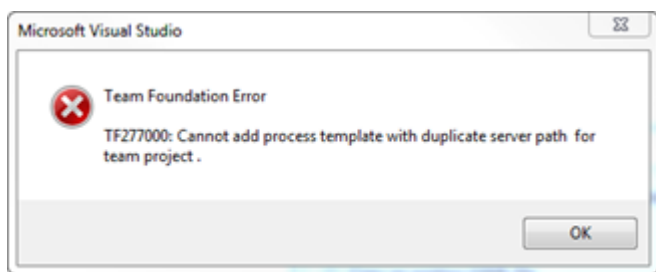 Microsoft Visual Studio
Team Foundation Error
TF277000: Cannot add process template with duplicate server path  for
team project .
OK